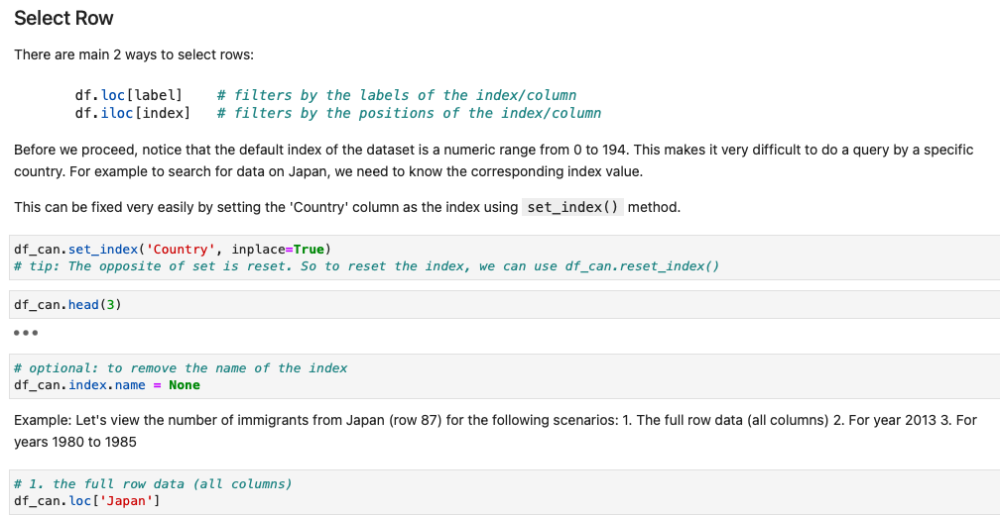 Select Row
There are main 2 ways to select rows:
df.loc[label]    # filters by the labels of the index/column
df.iloc[index]   # filters by the positions of the index/column
Before we proceed, notice that the default index of the dataset is a numeric range from 0 to 194. This makes it very difficult to do a query by a specific
country. For example to search for data on Japan, we need to know the corresponding index value.
This can be fixed very easily by setting the 'Country' column as the index using set_index() method.
df_can.set_index('Country', inplace=True)
# tip: The opposite of set is reset. So to reset the index, we can use df_can.reset_index()
df_can.head(3)
# optional: to remove the name of the index
df_can.index.name = None
Example: Let's view the number of immigrants from Japan (row 87) for the following scenarios: 1. The full row data (all columns) 2. For year 2013 3. For
years 1980 to 1985
# 1. the full row data (all columns)
df_can.loc['Japan']